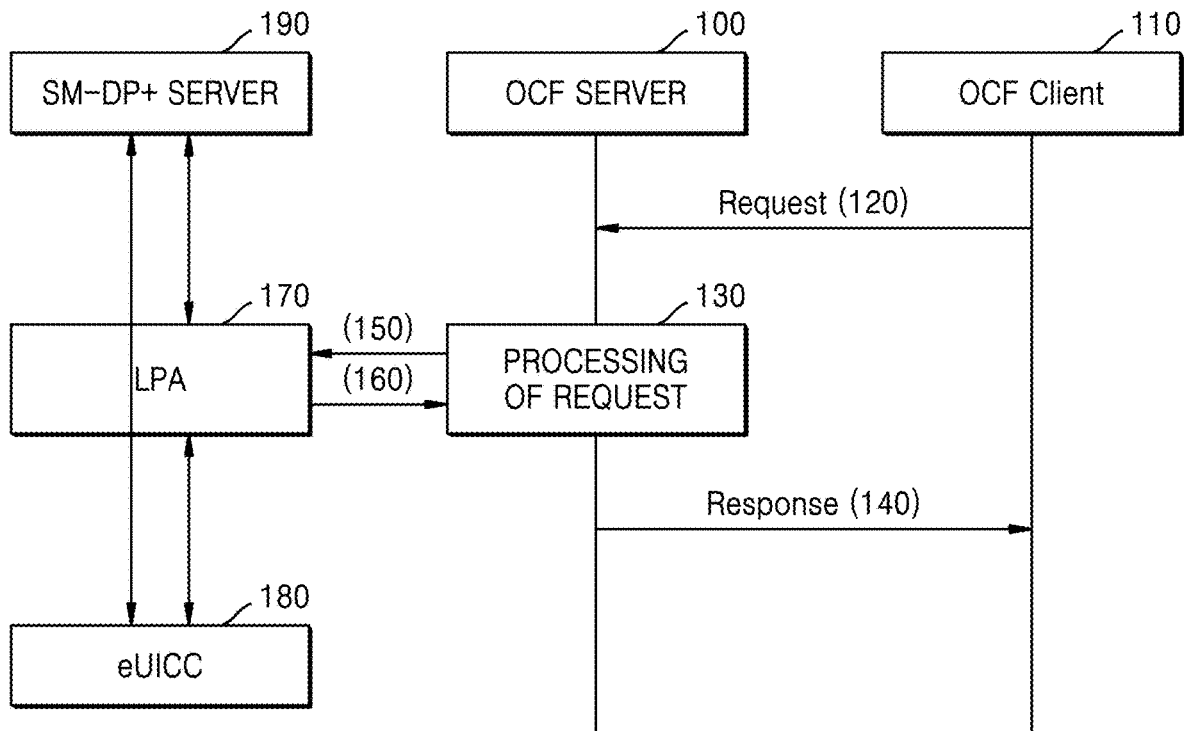 190
100
110
SM-DP+ SERVER
OCF SERVER
OCF Client
Request (120)
170
130
(150)
(160)
LPA
PROCESSING
OF REQUEST
Response (140)
180
eUICC